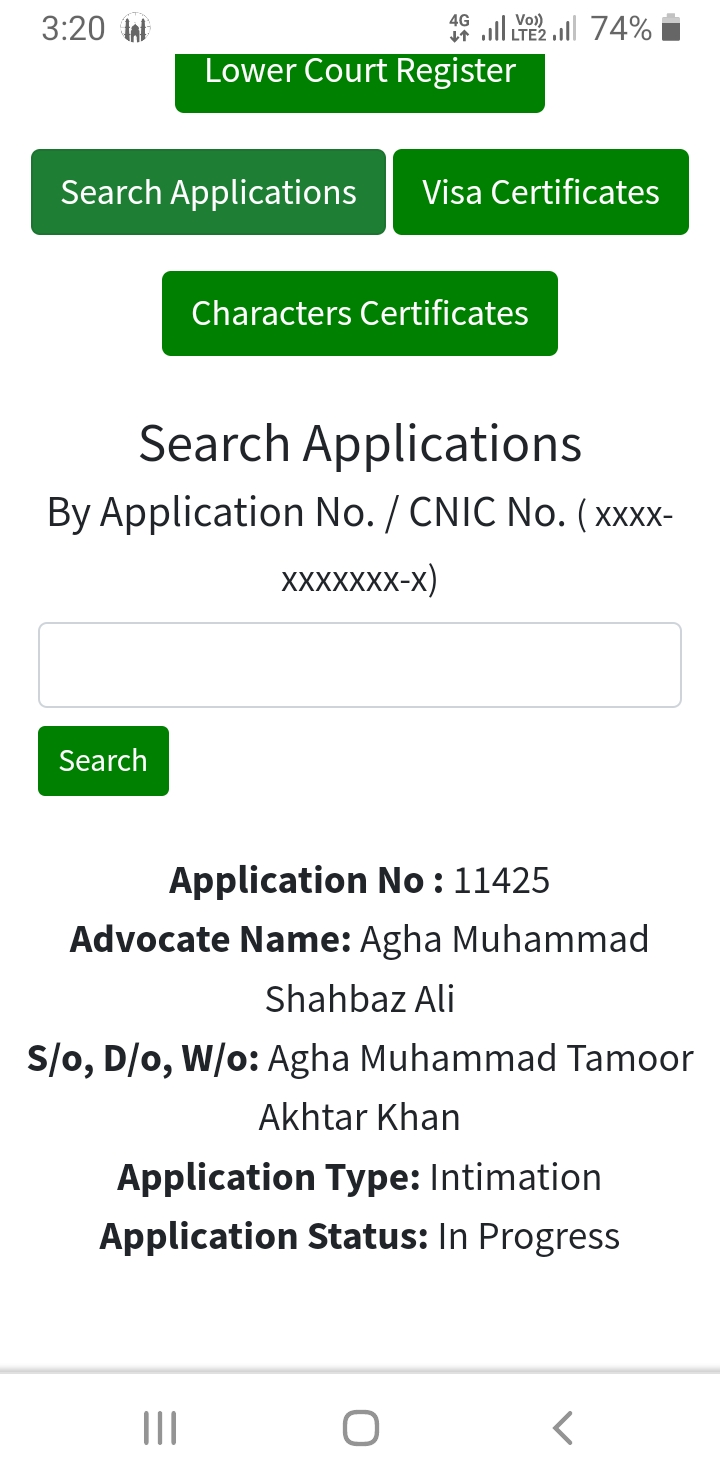 3:20 4G Vo)) LTE2 74%
Lower Court Register
Search Applications Visa Certificates
Characters Certificates
Search Applications
By Application No. / CNIC No. ( xxxx-
xxxxxxx-x)
Search
Application No : 11425
Advocate Name: Agha Muhammad
Shahbaz Ali
S/o, D/o, W/o: Agha Muhammad Tamoor
Akhtar Khan
Application Type: Intimation
Application Status: In Progress